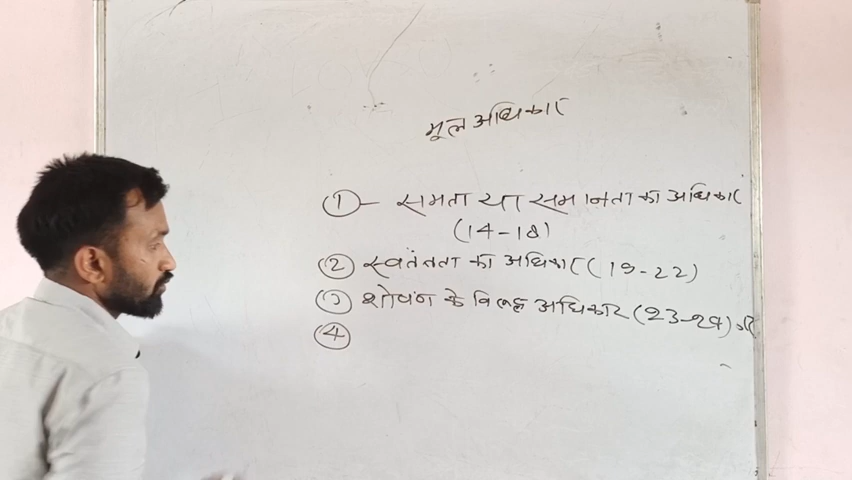 मूल अधिकार
① - समता या समानता का अधिकार
(14-18)
② स्वतंत्रता का अधिकार (19-22)
③ शोषण के विरुद्ध अधिकार (23-24)
④